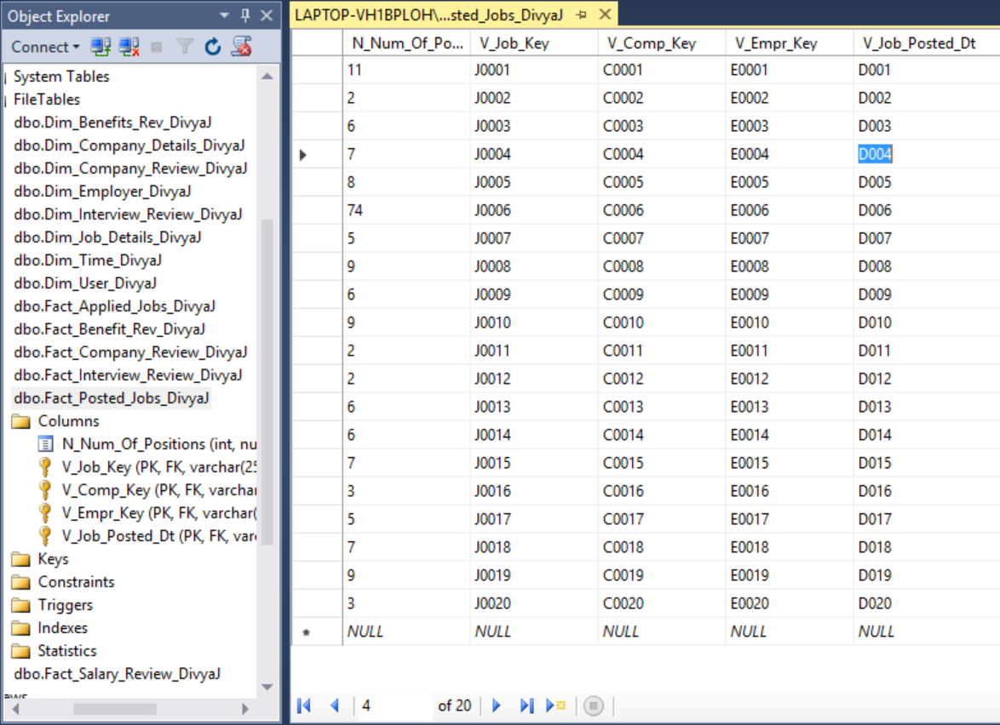 Object Explorer
Connect
System Tables
FileTables
dbo.Dim_Benefits_Rev_DivyaJ
dbo.Dim_Company_Details_DivyaJ
dbo.Dim_Company_Review_DivyaJ
dbo.Dim_Employer_DivyaJ
dbo.Dim_Interview_Review_DivyaJ
dbo.Dim_Job_Details_DivyaJ
dbo.Dim_Time_DivyaJ
dbo.Dim_User_DivyaJ
dbo.Fact_Applied_Jobs_DivyaJ
dbo.Fact_Benefit_Rev_DivyaJ
dbo.Fact_Company_Review_DivyaJ
dbo.Fact_Interview_Review_DivyaJ
dbo.Fact_Posted_Jobs_DivyaJ
Columns
N_Num_Of_Positions (int, nu
V_Job_Key (PK, FK, varchar(25
V_Comp_Key (PK, FK, varchar
V_Empr_Key (PK, FK, varchar(
V_Job_Posted_Dt (PK, FK, var
Keys
Constraints
Triggers
Indexes
Statistics
dbo.Fact_Salary_Review_DivyaJ
LAPTOP-VH1BPLOH\...sted_Jobs_DivyaJ
N_Num_Of_Po... V_Job_Key V_Comp_Key V_Empr_Key V_Job_Posted_Dt
11 J0001 C0001 E0001 D001
2 J0002 C0002 E0002 D002
6 J0003 C0003 E0003 D003
7 J0004 C0004 E0004 D004
8 J0005 C0005 E0005 D005
74 J0006 C0006 E0006 D006
5 J0007 C0007 E0007 D007
9 J0008 C0008 E0008 D008
6 J0009 C0009 E0009 D009
9 J0010 C0010 E0010 D010
2 J0011 C0011 E0011 D011
2 J0012 C0012 E0012 D012
6 J0013 C0013 E0013 D013
6 J0014 C0014 E0014 D014
7 J0015 C0015 E0015 D015
3 J0016 C0016 E0016 D016
5 J0017 C0017 E0017 D017
7 J0018 C0018 E0018 D018
9 J0019 C0019 E0019 D019
3 J0020 C0020 E0020 D020
NULL NULL NULL NULL NULL
4 of 20